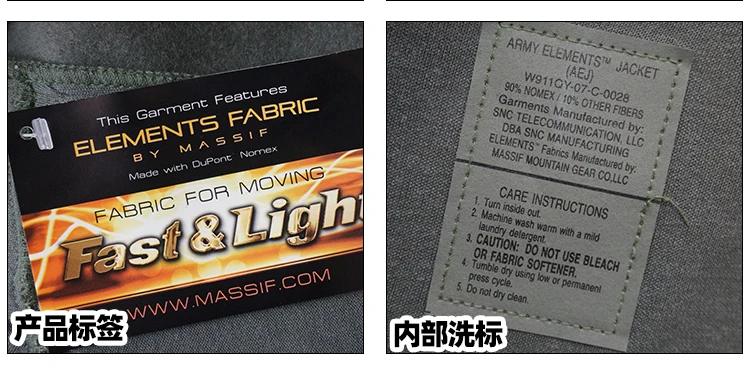 This Garment Features
ELEMENTS FABRIC
BY MASSIF
Made with DuPont Nomex
FABRIC FOR MOVING
Fast & Light
WWW.MASSIF.COM
产品标签
ARMY ELEMENTS™ JACKET
(AEJ)
W911QY-07-C-0028
90% NOMEX / 10% OTHER FIBERS
Garments Manufactured by:
SNC TELECOMMUNICATION, LLC
DBA SNC MANUFACTURING
ELEMENTS™ Fabrics Manufactured by:
MASSIF MOUNTAIN GEAR CO.LLC
CARE INSTRUCTIONS
1. Turn inside out.
2. Machine wash warm with a mild
laundry detergent.
3. CAUTION: DO NOT USE BLEACH
OR FABRIC SOFTENER.
4. Tumble dry using low or permanent
press cycle.
5. Do not dry clean.
内部洗标